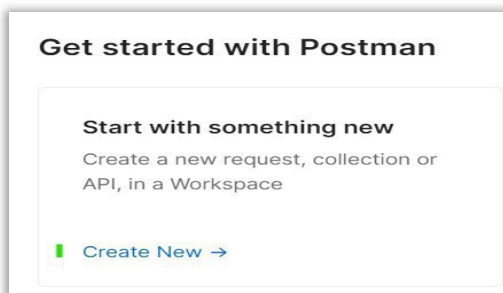 Get started with Postman
Start with something new
Create a new request, collection or
API, in a Workspace
Create New →